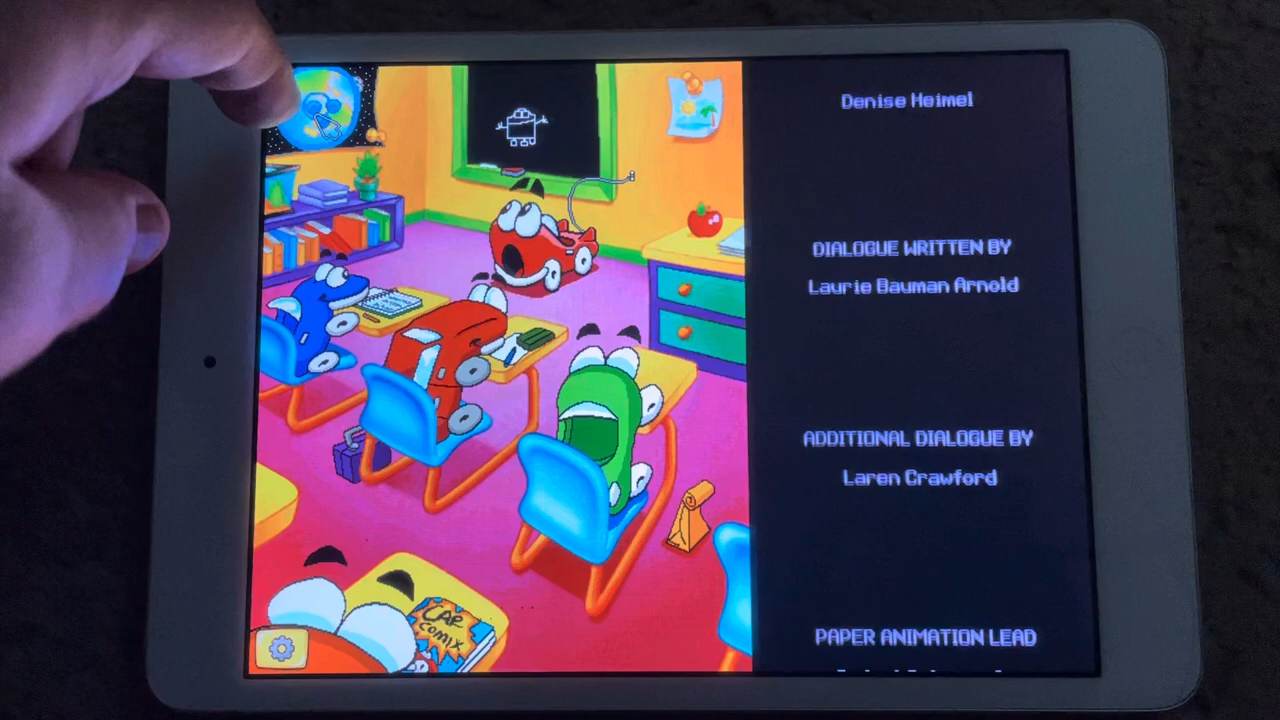 Denise Heimel
DIALOGUE WRITTEN BY
Laurie Bauman Arnold
ADDITIONAL DIALOGUE BY
Laren Crawford
CAR
COMIX
PAPER ANIMATION LEAD